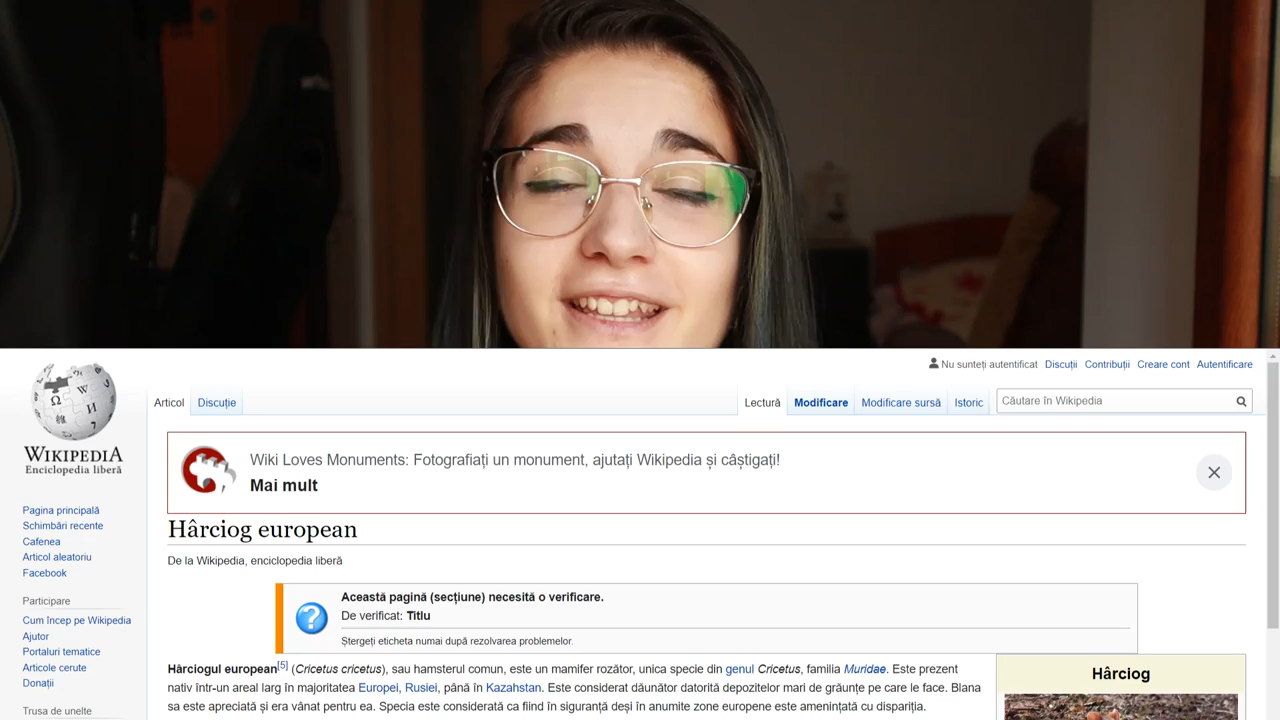 Nu sunteți autentificat Discuții Contribuții Creare cont Autentificare
Articol Discuție Lectură Modificare Modificare sursă Istoric Căutare în Wikipedia
WIKIPEDIA
Enciclopedia liberă
Wiki Loves Monuments: Fotografiați un monument, ajutați Wikipedia și câștigați!
Mai mult
Pagina principală
Schimbări recente
Cafenea
Articol aleatoriu
Facebook
Participare
Cum încep pe Wikipedia
Ajutor
Portaluri tematice
Articole cerute
Donații
Trusa de unelte
Hârciog european
De la Wikipedia, enciclopedia liberă
Această pagină (secțiune) necesită o verificare.
De verificat: Titlu
Ștergeți eticheta numai după rezolvarea problemelor.
Hârciogul european[5] (Cricetus cricetus), sau hamsterul comun, este un mamifer rozător, unica specie din genul Cricetus, familia Muridae. Este prezent
nativ într-un areal larg în majoritatea Europei, Rusiei, până în Kazahstan. Este considerat dăunător datorită depozitelor mari de grăunțe pe care le face. Blana
sa este apreciată și era vânat pentru ea. Specia este considerată ca fiind în siguranță deși în anumite zone europene este amenințată cu dispariția.
Hârciog